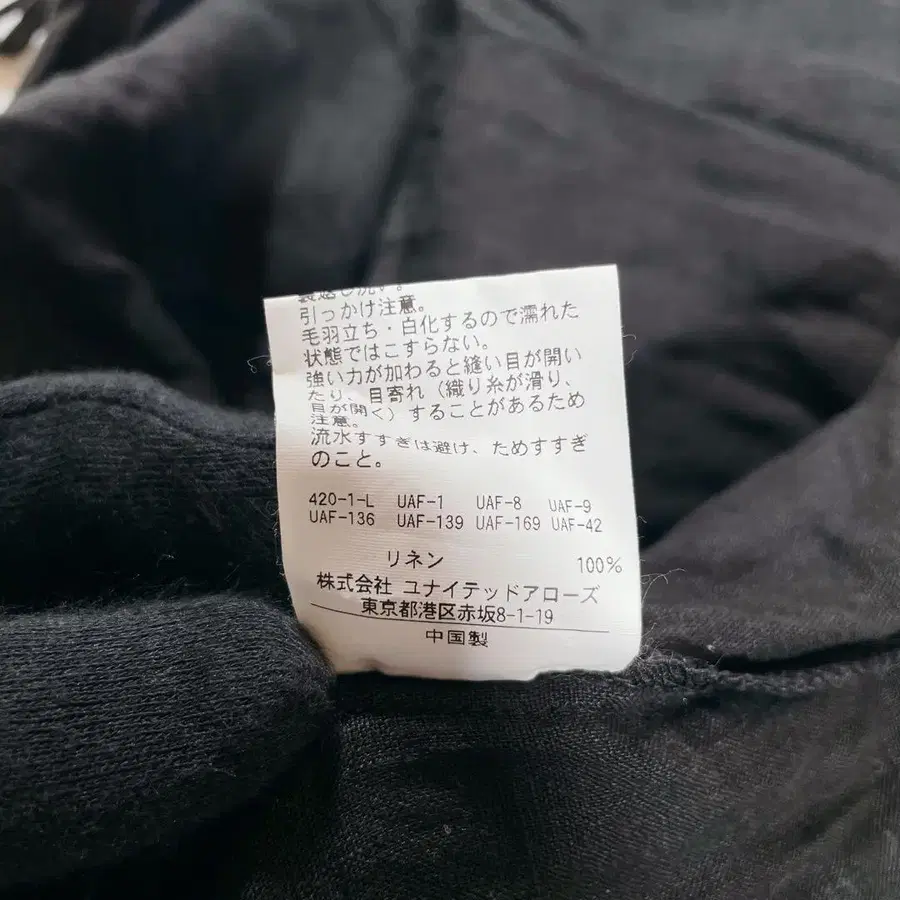 裏返し洗い。
引っかけ注意。
毛羽立ち・白化するので濡れた
状態ではこすらない。
強い力が加わると縫い目が開い
たり、目寄れ（織り糸が滑り、
目が開く）することがあるため
注意。
流水すすぎは避け、ためすすぎ
のこと。
420-1-L UAF-1 UAF-8 UAF-9
UAF-136 UAF-139 UAF-169 UAF-42
リネン 100%
株式会社 ユナイテッドアローズ
東京都港区赤坂8-1-19
中国製